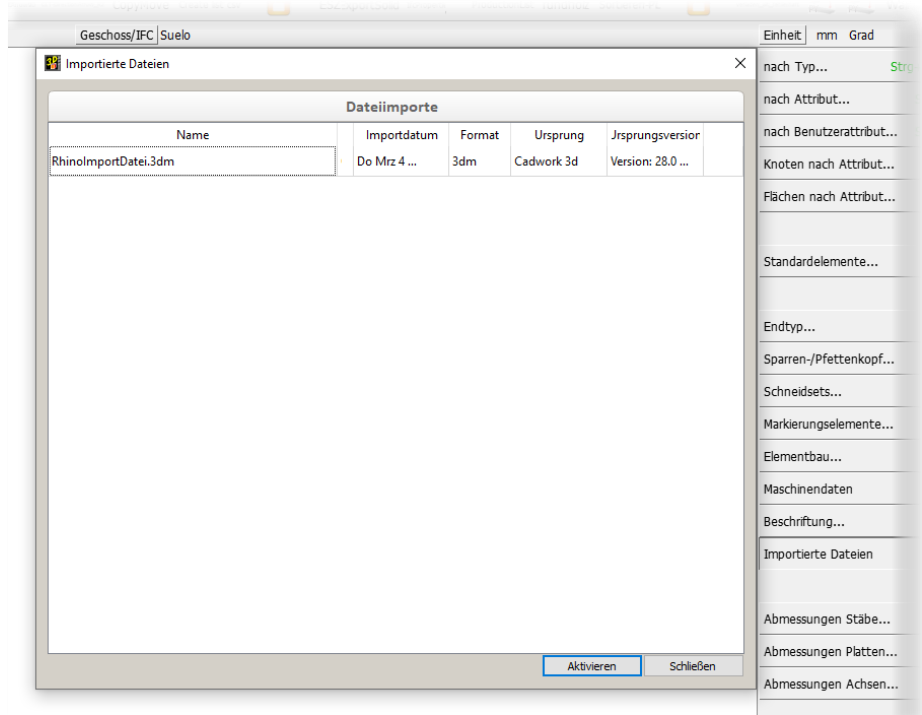 Geschoss/IFC Suelo
Einheit mm Grad
Importierte Dateien
Dateiimporte
Name Importdatum Format Ursprung Jrsprungsversior
RhinoImportDatei.3dm Do Mrz 4 ... 3dm Cadwork 3d Version: 28.0 ...
Aktivieren Schließen
nach Typ... Strg
nach Attribut...
nach Benutzerattribut...
Knoten nach Attribut...
Flächen nach Attribut...
Standardelemente...
Endtyp...
Sparren-/Pfettenkopf...
Schneidsets...
Markierungselemente...
Elementbau...
Maschinendaten
Beschriftung...
Importierte Dateien
Abmessungen Stäbe...
Abmessungen Platten...
Abmessungen Achsen...